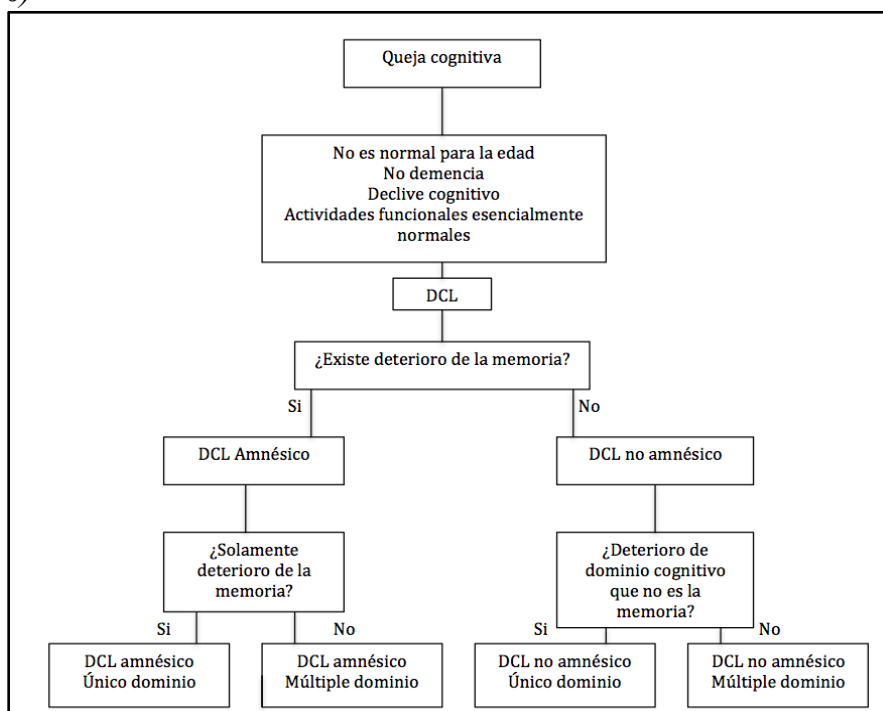 Queja cognitiva
No es normal para la edad
No demencia
Declive cognitivo
Actividades funcionales esencialmente
normales
DCL
¿Existe deterioro de la memoria?
Si
No
DCL Amnésico
DCL no amnésico
¿Solamente
deterioro de la
memoria?
¿Deterioro de
dominio cognitivo
que no es la
memoria?
Si
No
Si
No
DCL amnésico
Único dominio
DCL amnésico
Múltiple dominio
DCL no amnésico
Único dominio
DCL no amnésico
Múltiple dominio